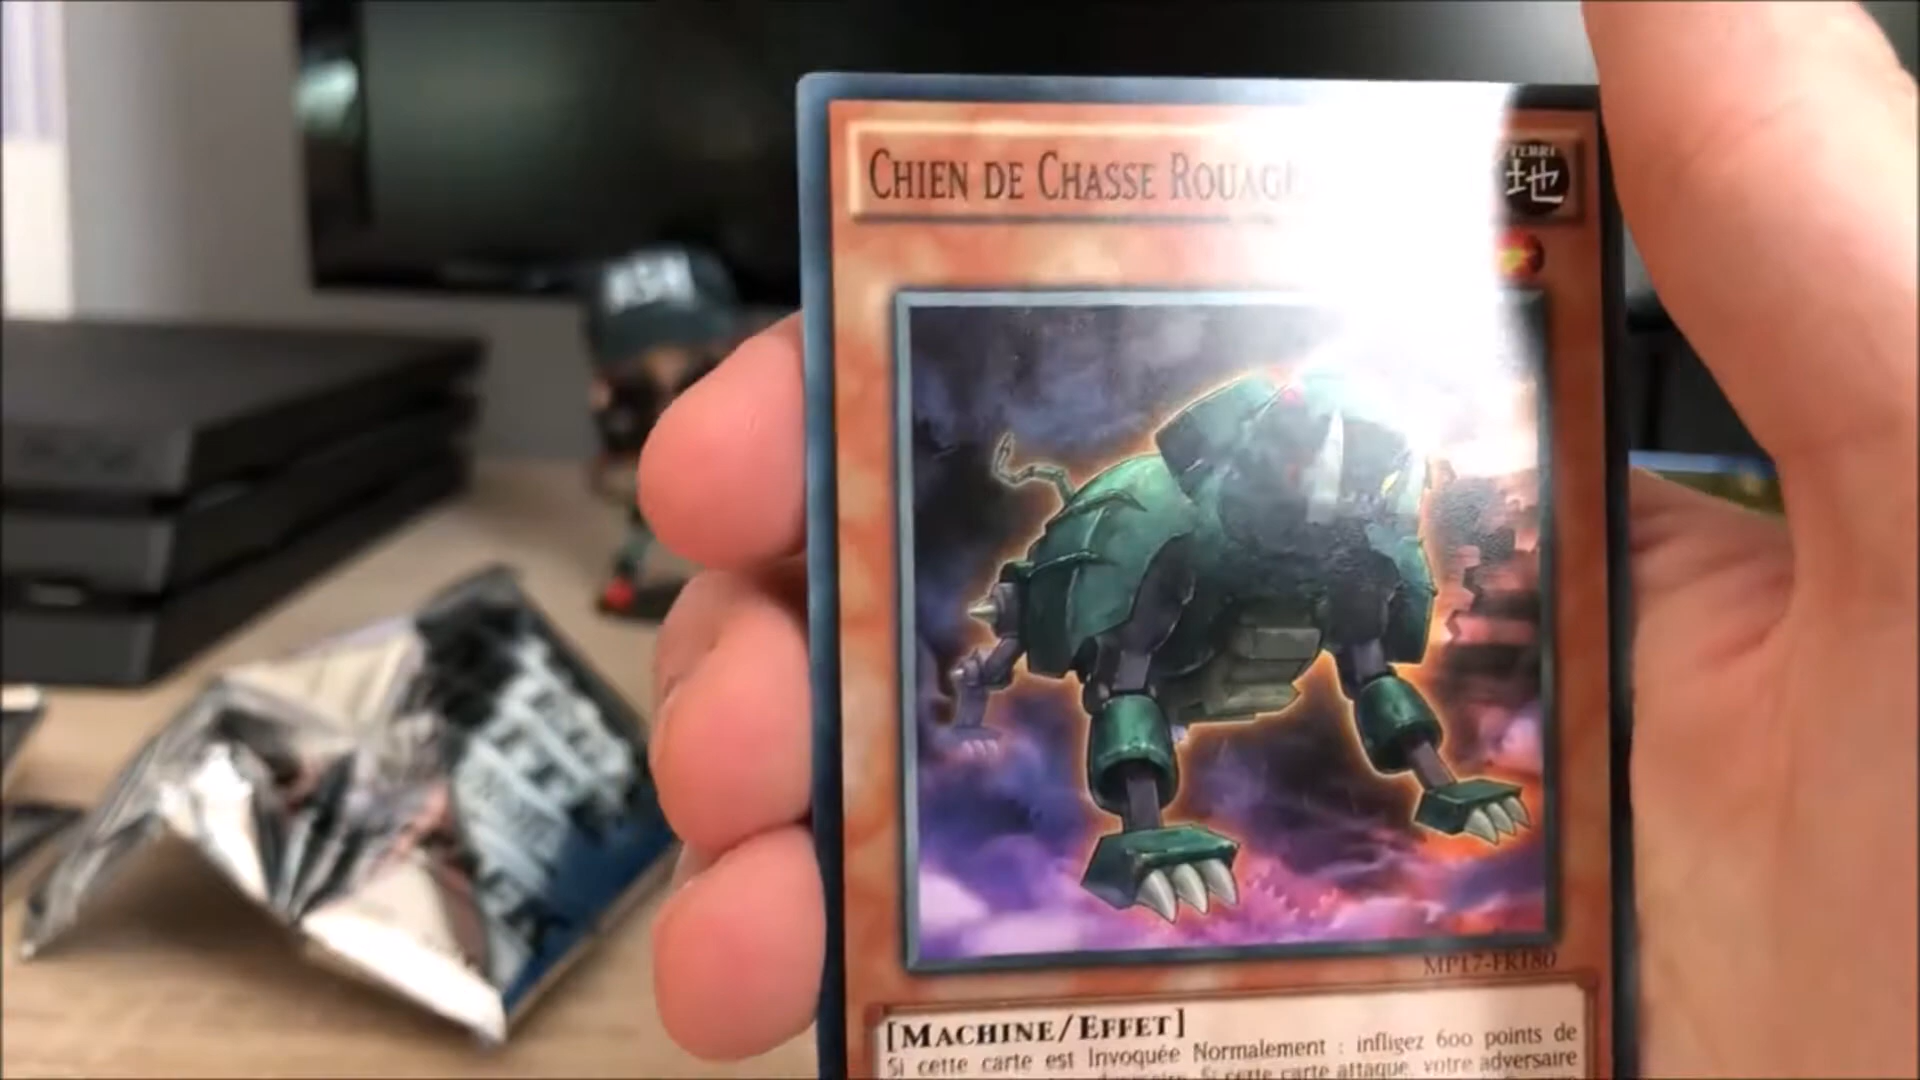 CHIEN DE CHASSE ROUAGE
TERRE
地
MP17-FR180
[MACHINE/EFFET]
Si cette carte est Invoquée Normalement : infligez 600 points de
Si cette carte attaque, votre adversaire